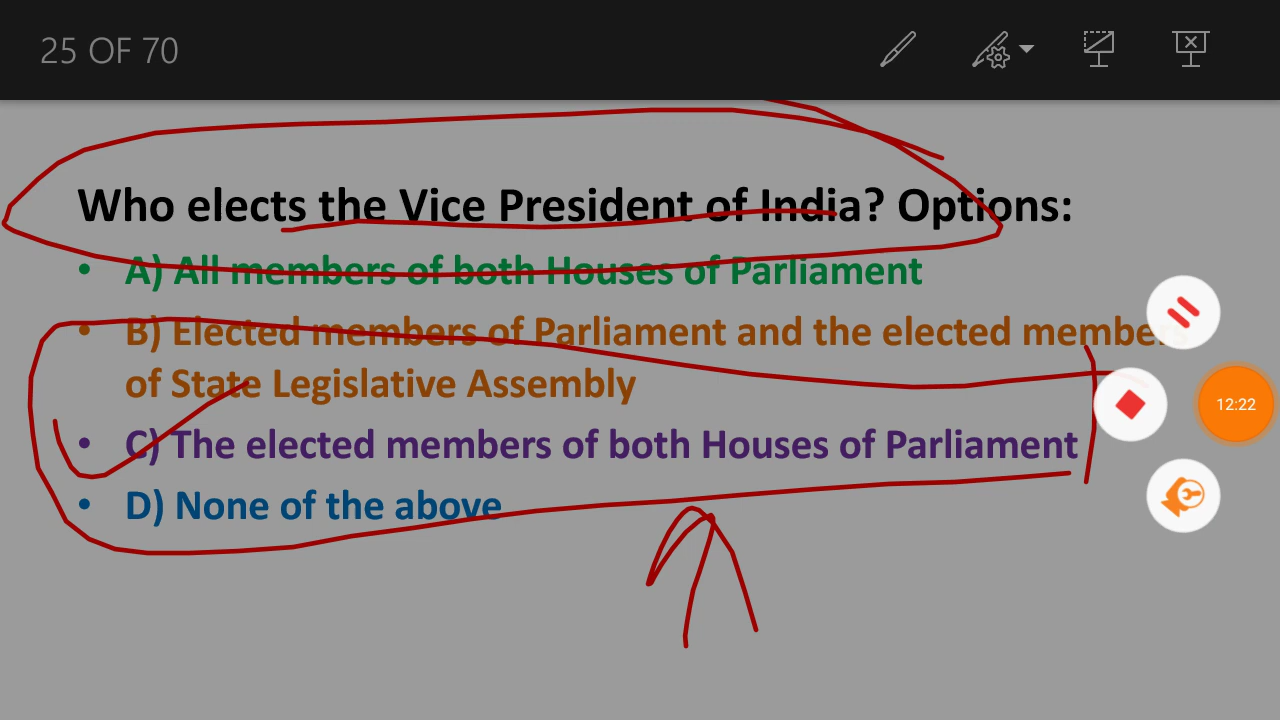 25 OF 70
Who elects the Vice President of India? Options:
• A) All members of both Houses of Parliament
• B) Elected members of Parliament and the elected members
of State Legislative Assembly
12:22
• C) The elected members of both Houses of Parliament
• D) None of the above